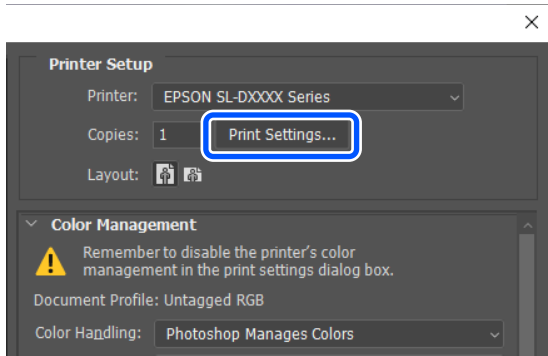 Printer Setup
Printer: EPSON SL-DXXXX Series
Copies: 1 Print Settings...
Layout:
Color Management
Remember to disable the printer's color
management in the print settings dialog box.
Document Profile: Untagged RGB
Color Handling: Photoshop Manages Colors